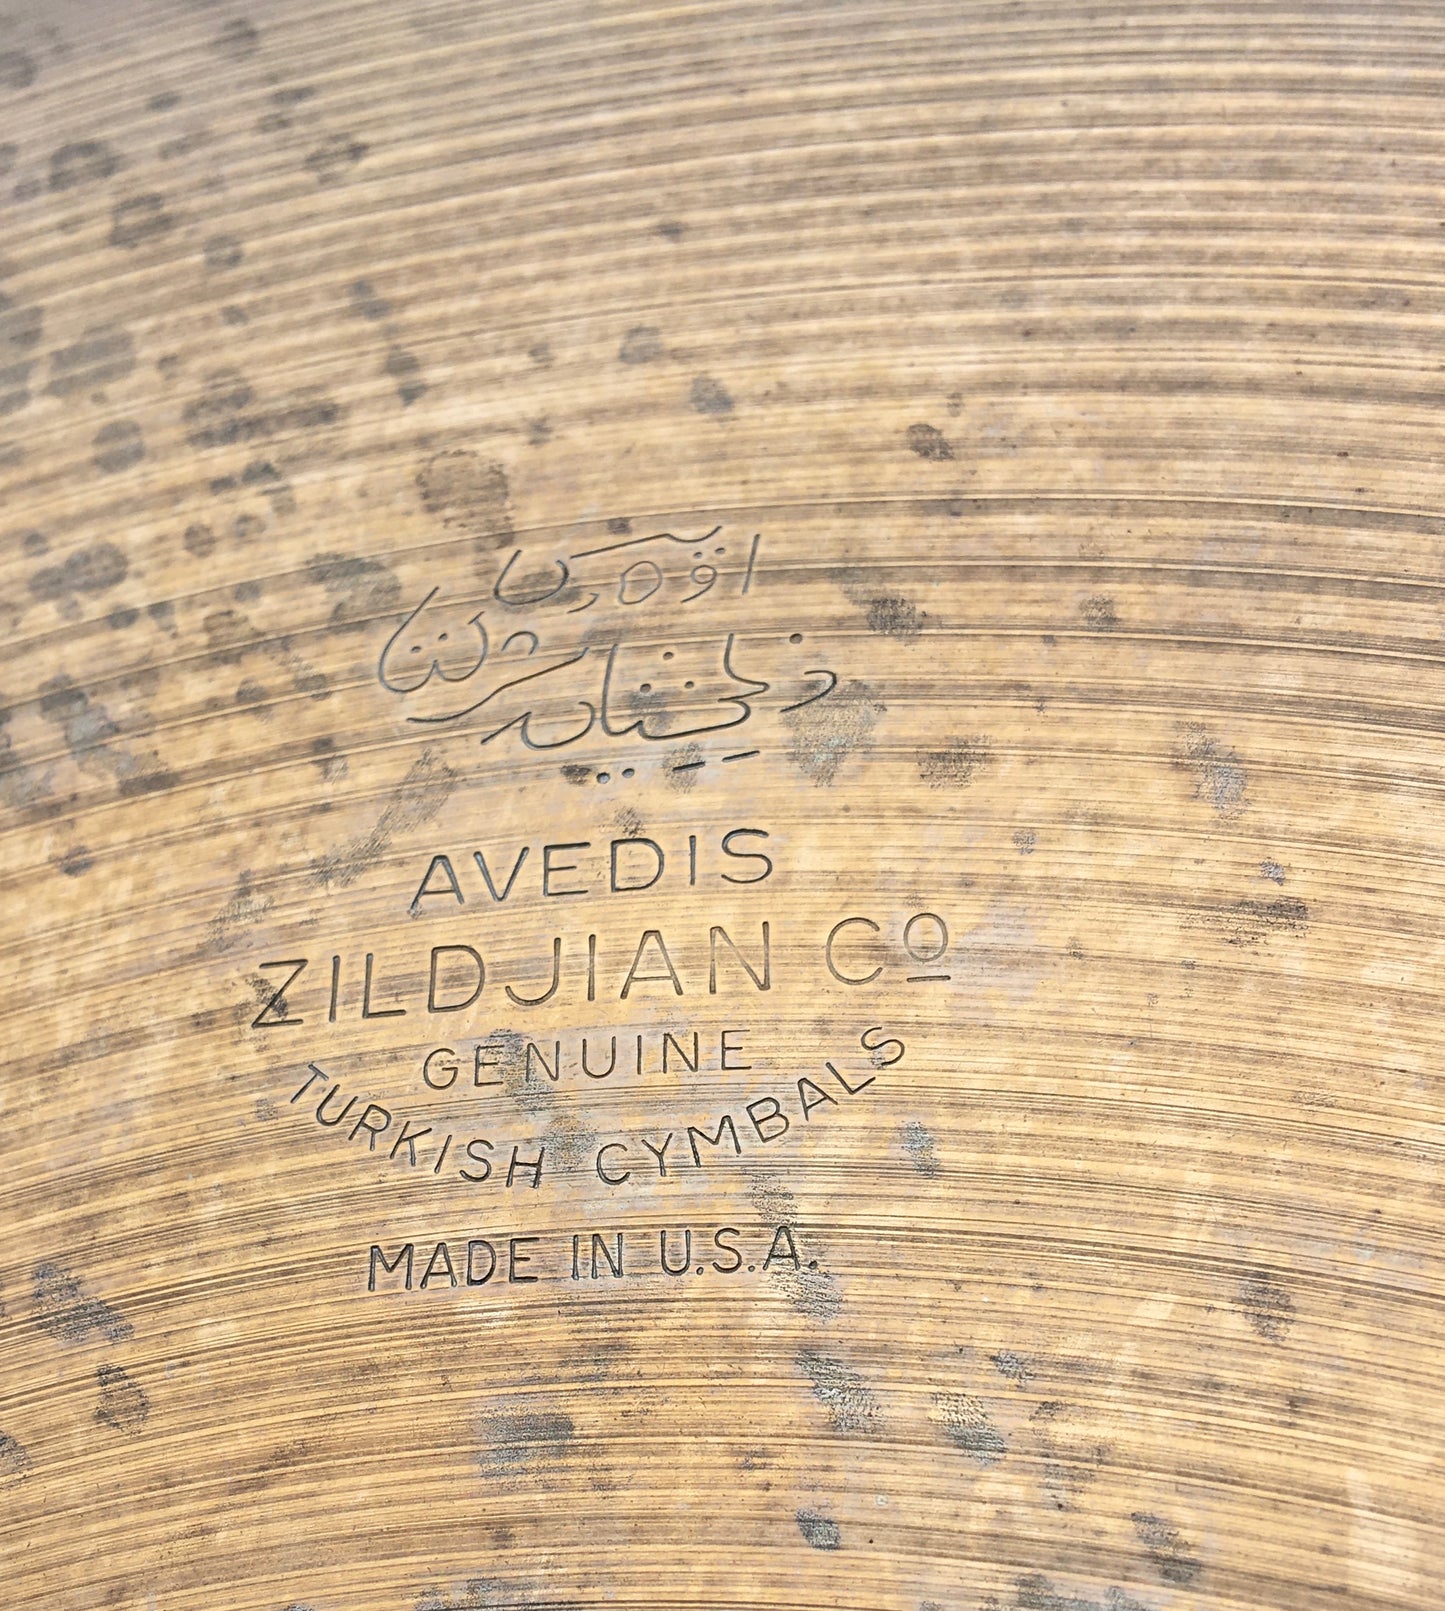 AVEDIS
ZILDJIAN Cº
GENUINE
TURKISH CYMBALS
MADE IN U.S.A.